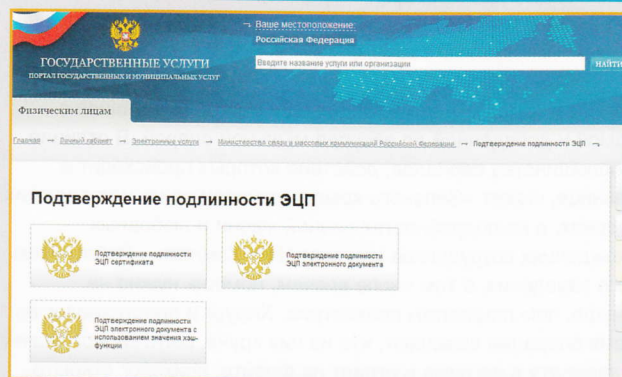 Ваше местоположение:
Российская Федерация
ГОСУДАРСТВЕННЫЕ УСЛУГИ
ПОРТАЛ ГОСУДАРСТВЕННЫХ И МУНИЦИПАЛЬНЫХ УСЛУГ
Введите название услуги или организации
НАЙТИ
Физическим лицам
Главная → Личный кабинет → Электронные услуги → Министерство связи и массовых коммуникаций Российской Федерации → Подтверждение подлинности ЭЦП →
Подтверждение подлинности ЭЦП
Подтверждение подлинности
ЭЦП сертификата
Подтверждение подлинности
ЭЦП электронного документа
Подтверждение подлинности
ЭЦП электронного документа с
использованием значения хэш-
функции